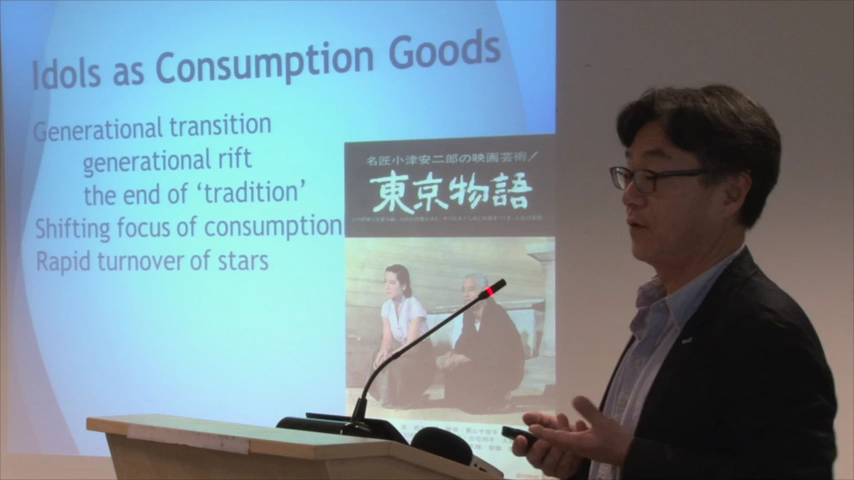 Idols as Consumption Goods
Generational transition
generational rift
the end of ‘tradition’
Shifting focus of consumption
Rapid turnover of stars
名匠小津安二郎の映画芸術!
東京物語